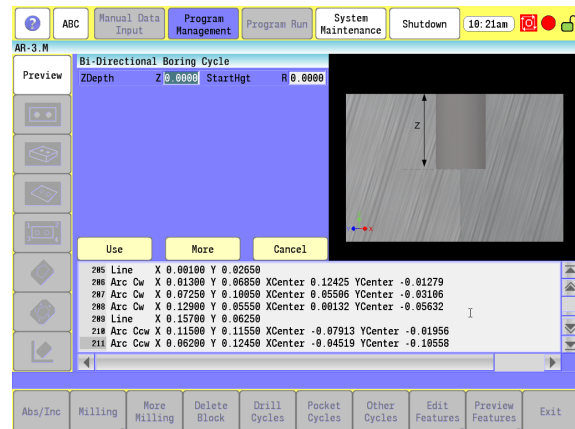 ?
ABC
Manual Data Input
Program Management
Program Run
System Maintenance
Shutdown
10:21am
AR-3.M
Preview
Bi-Directional Boring Cycle
ZDepth Z 0.0000 StartHgt R 0.0000
Z
X
Use More Cancel
205 Line X 0.00100 Y 0.02650
206 Arc Cw X 0.01300 Y 0.06850 XCenter 0.12425 YCenter -0.01279
207 Arc Cw X 0.07250 Y 0.10050 XCenter 0.05506 YCenter -0.03106
208 Arc Cw X 0.12900 Y 0.05550 XCenter 0.00132 YCenter -0.05632
209 Line X 0.15700 Y 0.06250
210 Arc Ccw X 0.11500 Y 0.11550 XCenter -0.07913 YCenter -0.01956
211 Arc Ccw X 0.06200 Y 0.12450 XCenter -0.04519 YCenter -0.10558
Abs/Inc
Milling
More Milling
Delete Block
Drill Cycles
Pocket Cycles
Other Cycles
Edit Features
Preview Features
Exit